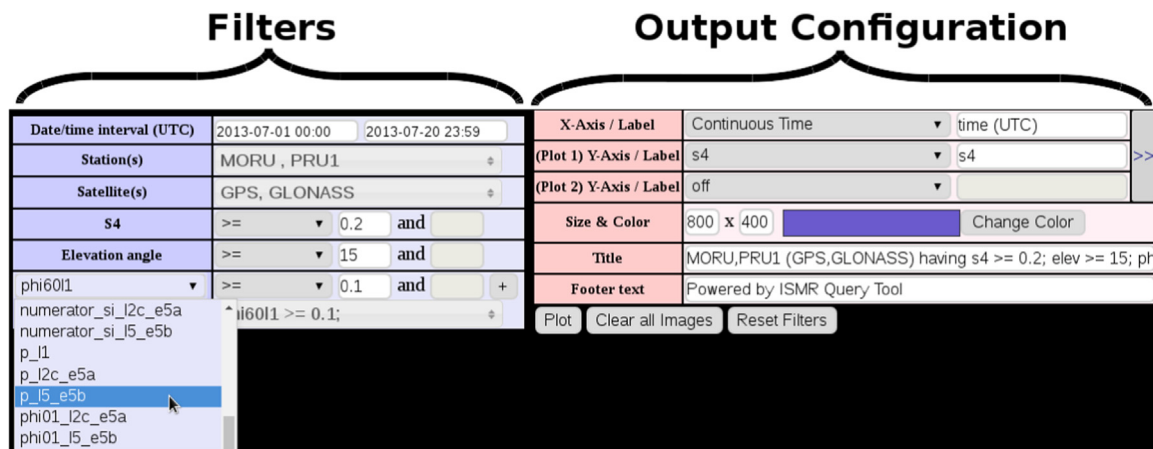 Filters
Output Configuration
Date/time interval (UTC) 2013-07-01 00:00 2013-07-20 23:59
Station(s) MORU , PRU1
Satellite(s) GPS, GLONASS
S4 >= 0.2 and
Elevation angle >= 15 and
phi60l1 >= 0.1 and +
hi60l1 >= 0.1;
numerator_si_l2c_e5a
numerator_si_l5_e5b
p_l1
p_l2c_e5a
p_l5_e5b
phi01_l2c_e5a
phi01_l5_e5b
X-Axis / Label Continuous Time time (UTC)
(Plot 1) Y-Axis / Label s4 s4 >>
(Plot 2) Y-Axis / Label off
Size & Color 800 x 400 Change Color
Title MORU,PRU1 (GPS,GLONASS) having s4 >= 0.2; elev >= 15; ph
Footer text Powered by ISMR Query Tool
Plot Clear all Images Reset Filters